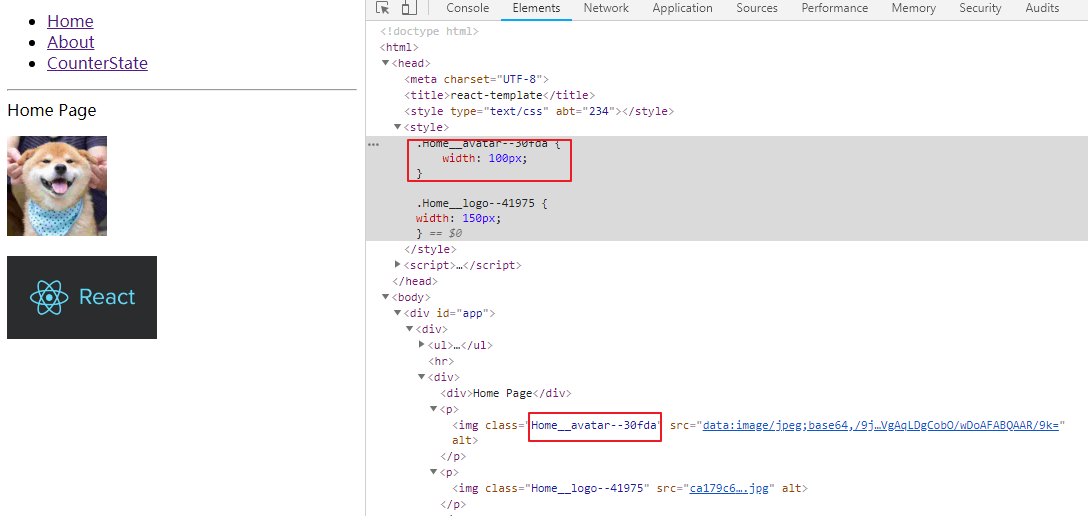 Home
About
CounterState
Home Page
React
Console Elements Network Application Sources Performance Memory Security Audits
<!doctype html>
<html>
<head>
<meta charset="UTF-8">
<title>react-template</title>
<style type="text/css" abt="234"></style>
<style>
.Home__avatar--30fda {
width: 100px;
}
.Home__logo--41975 {
width: 150px;
} == $0
</style>
<script>…</script>
</head>
<body>
<div id="app">
<div>
<ul>…</ul>
<hr>
<div>
<div>Home Page</div>
<p>
<img class="Home__avatar--30fda" src="data:image/jpeg;base64,/9j…VgAqLDgCobO/wDoAFABQAAR/9k="
alt>
</p>
<p>
<img class="Home__logo--41975" src="ca179c6….jpg" alt>
</p>